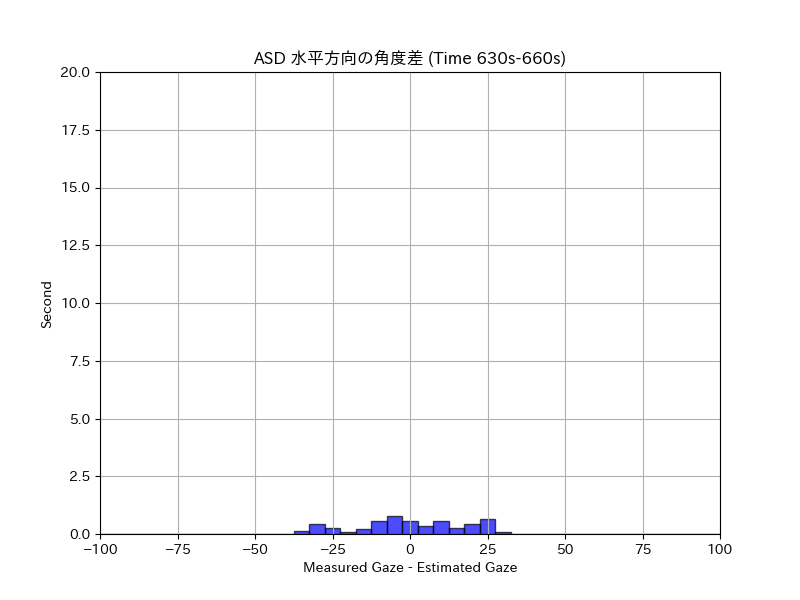 ASD 水平方向の角度差 (Time 630s-660s)
20.0
17.5
15.0
12.5
10.0
7.5
5.0
2.5
0.0
Second
−100 −75 −50 −25 0 25 50 75 100
Measured Gaze - Estimated Gaze